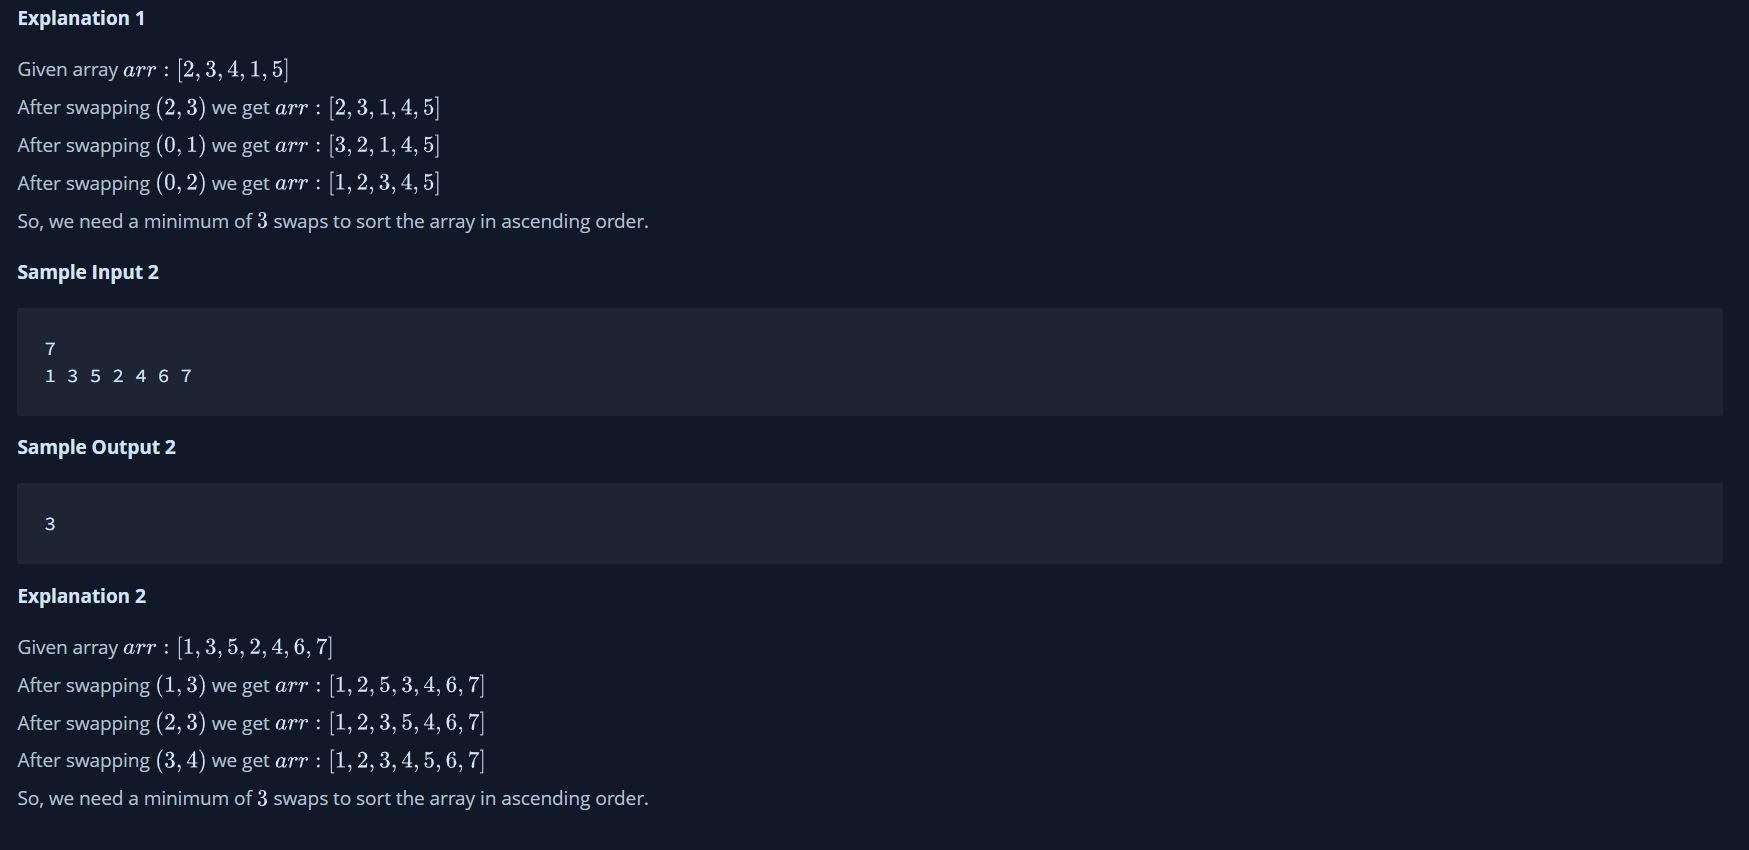 Explanation 1
Given array arr : [2, 3, 4, 1, 5]
After swapping (2, 3) we get arr : [2, 3, 1, 4, 5]
After swapping (0, 1) we get arr : [3, 2, 1, 4, 5]
After swapping (0, 2) we get arr : [1, 2, 3, 4, 5]
So, we need a minimum of 3 swaps to sort the array in ascending order.
Sample Input 2
7
1 3 5 2 4 6 7
Sample Output 2
3
Explanation 2
Given array arr : [1, 3, 5, 2, 4, 6, 7]
After swapping (1, 3) we get arr : [1, 2, 5, 3, 4, 6, 7]
After swapping (2, 3) we get arr : [1, 2, 3, 5, 4, 6, 7]
After swapping (3, 4) we get arr : [1, 2, 3, 4, 5, 6, 7]
So, we need a minimum of 3 swaps to sort the array in ascending order.